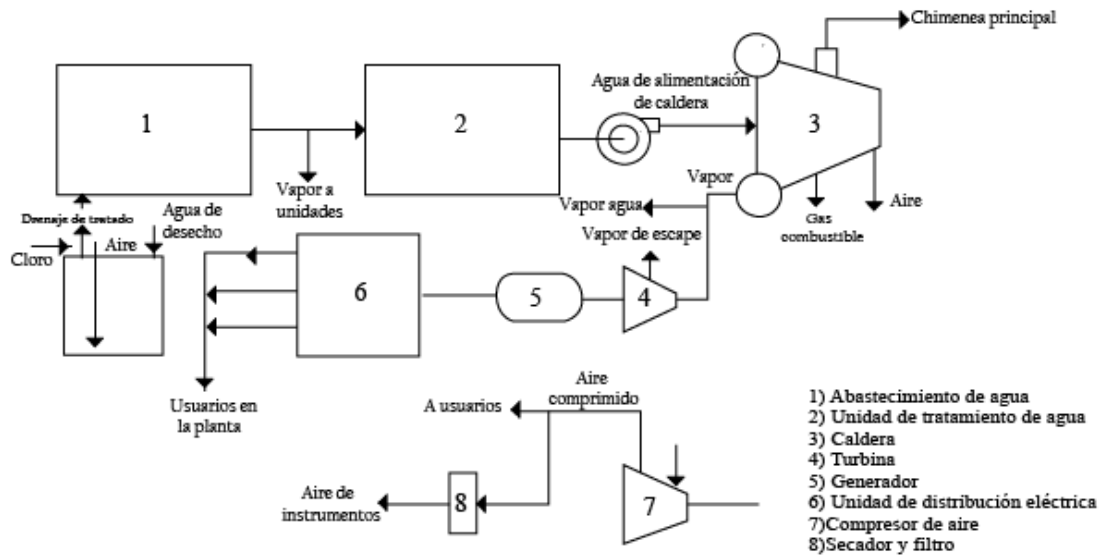 Chimenea principal
Agua de alimentación
de caldera
1
2
3
Vapor a
unidades
Vapor
Vapor agua
Gas
combustible
Aire
Drenaje de tratado
Agua de
desecho
Cloro
Aire
Vapor de escape
6
5
4
Usuarios en
la planta
Aire
comprimido
A usuarios
Aire de
instrumentos
8
7
1) Abastecimiento de agua
2) Unidad de tratamiento de agua
3) Caldera
4) Turbina
5) Generador
6) Unidad de distribución eléctrica
7)Compresor de aire
8)Secador y filtro